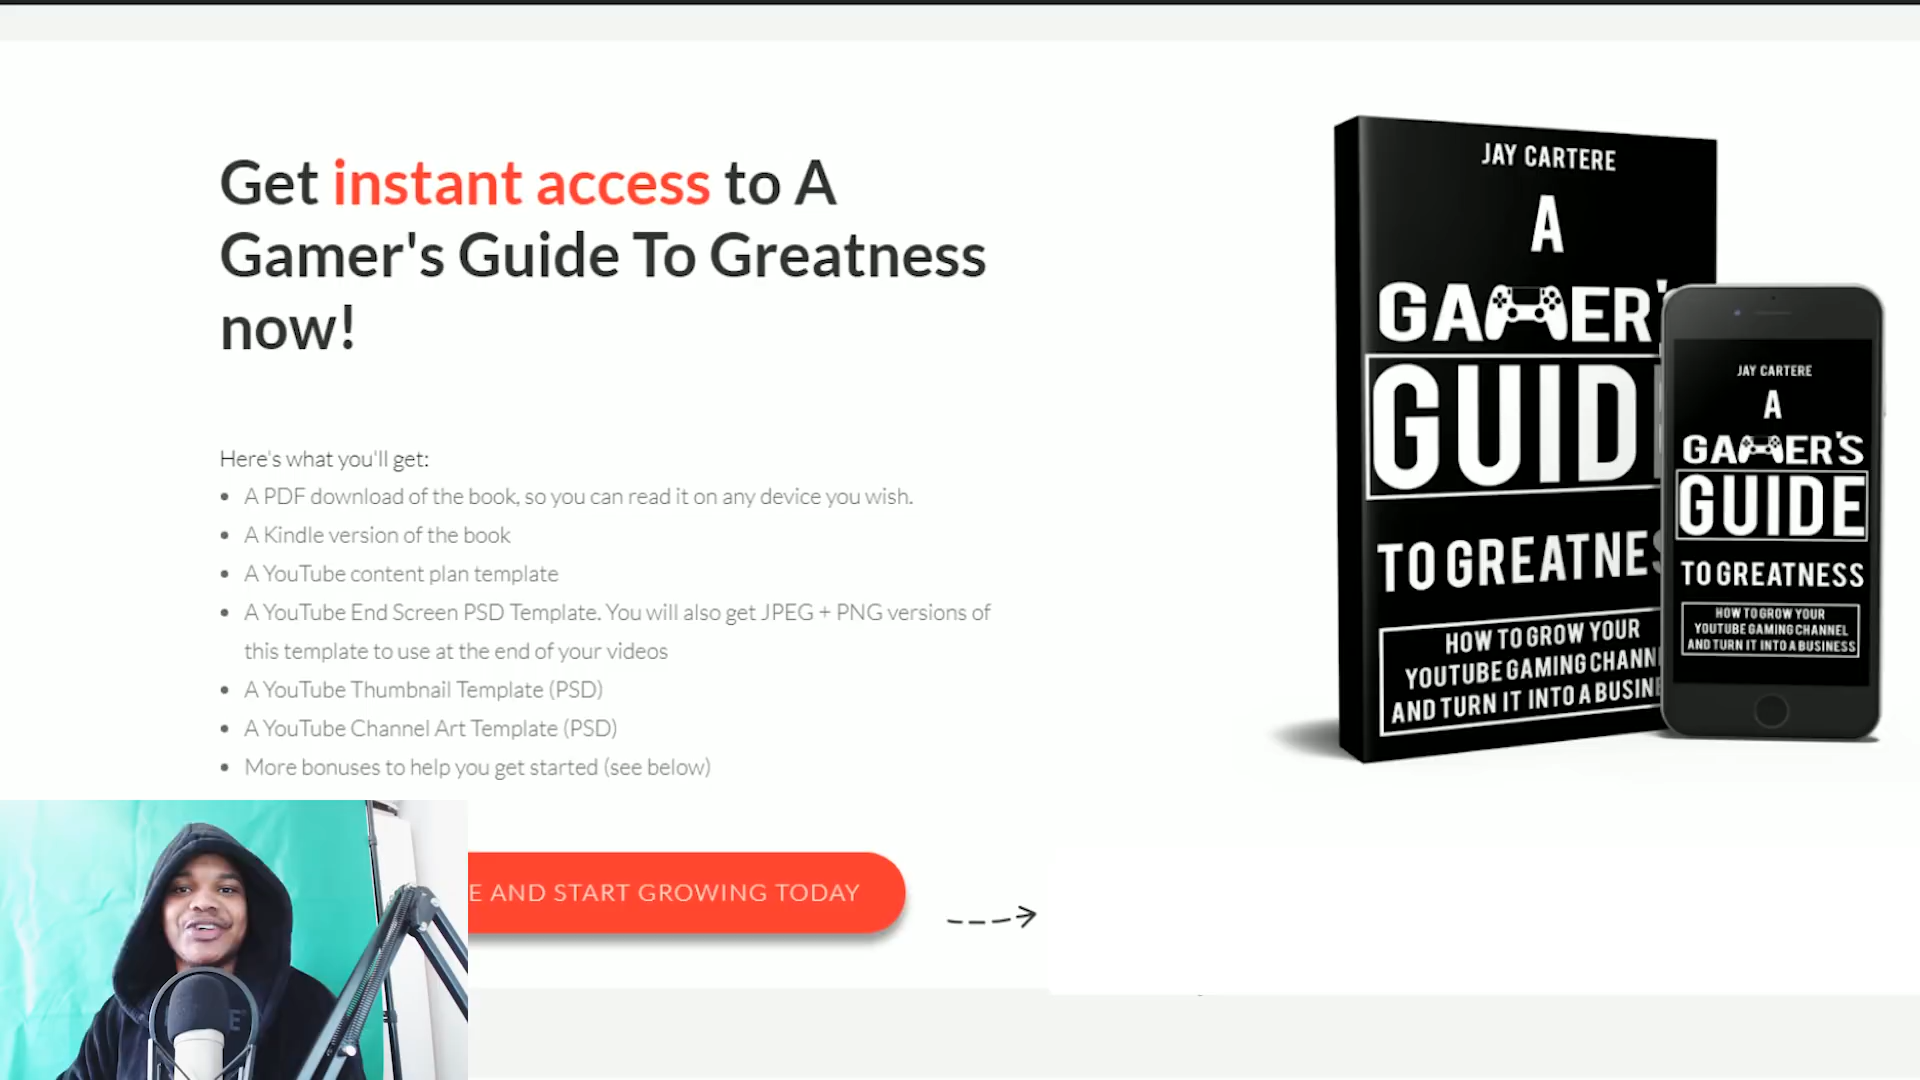 Get instant access to A
Gamer's Guide To Greatness
now!
Here's what you'll get:
• A PDF download of the book, so you can read it on any device you wish.
• A Kindle version of the book
• A YouTube content plan template
• A YouTube End Screen PSD Template. You will also get JPEG + PNG versions of
this template to use at the end of your videos
• A YouTube Thumbnail Template (PSD)
• A YouTube Channel Art Template (PSD)
• More bonuses to help you get started (see below)
E AND START GROWING TODAY
JAY CARTERE
A
GAMER'
GUID
TO GREATNES
HOW TO GROW YOUR
YOUTUBE GAMING CHANN
AND TURN IT INTO A BUSINE
JAY CARTERE
A
GAMER'S
GUIDE
TO GREATNESS
HOW TO GROW YOUR
YOUTUBE GAMING CHANNEL
AND TURN IT INTO A BUSINESS